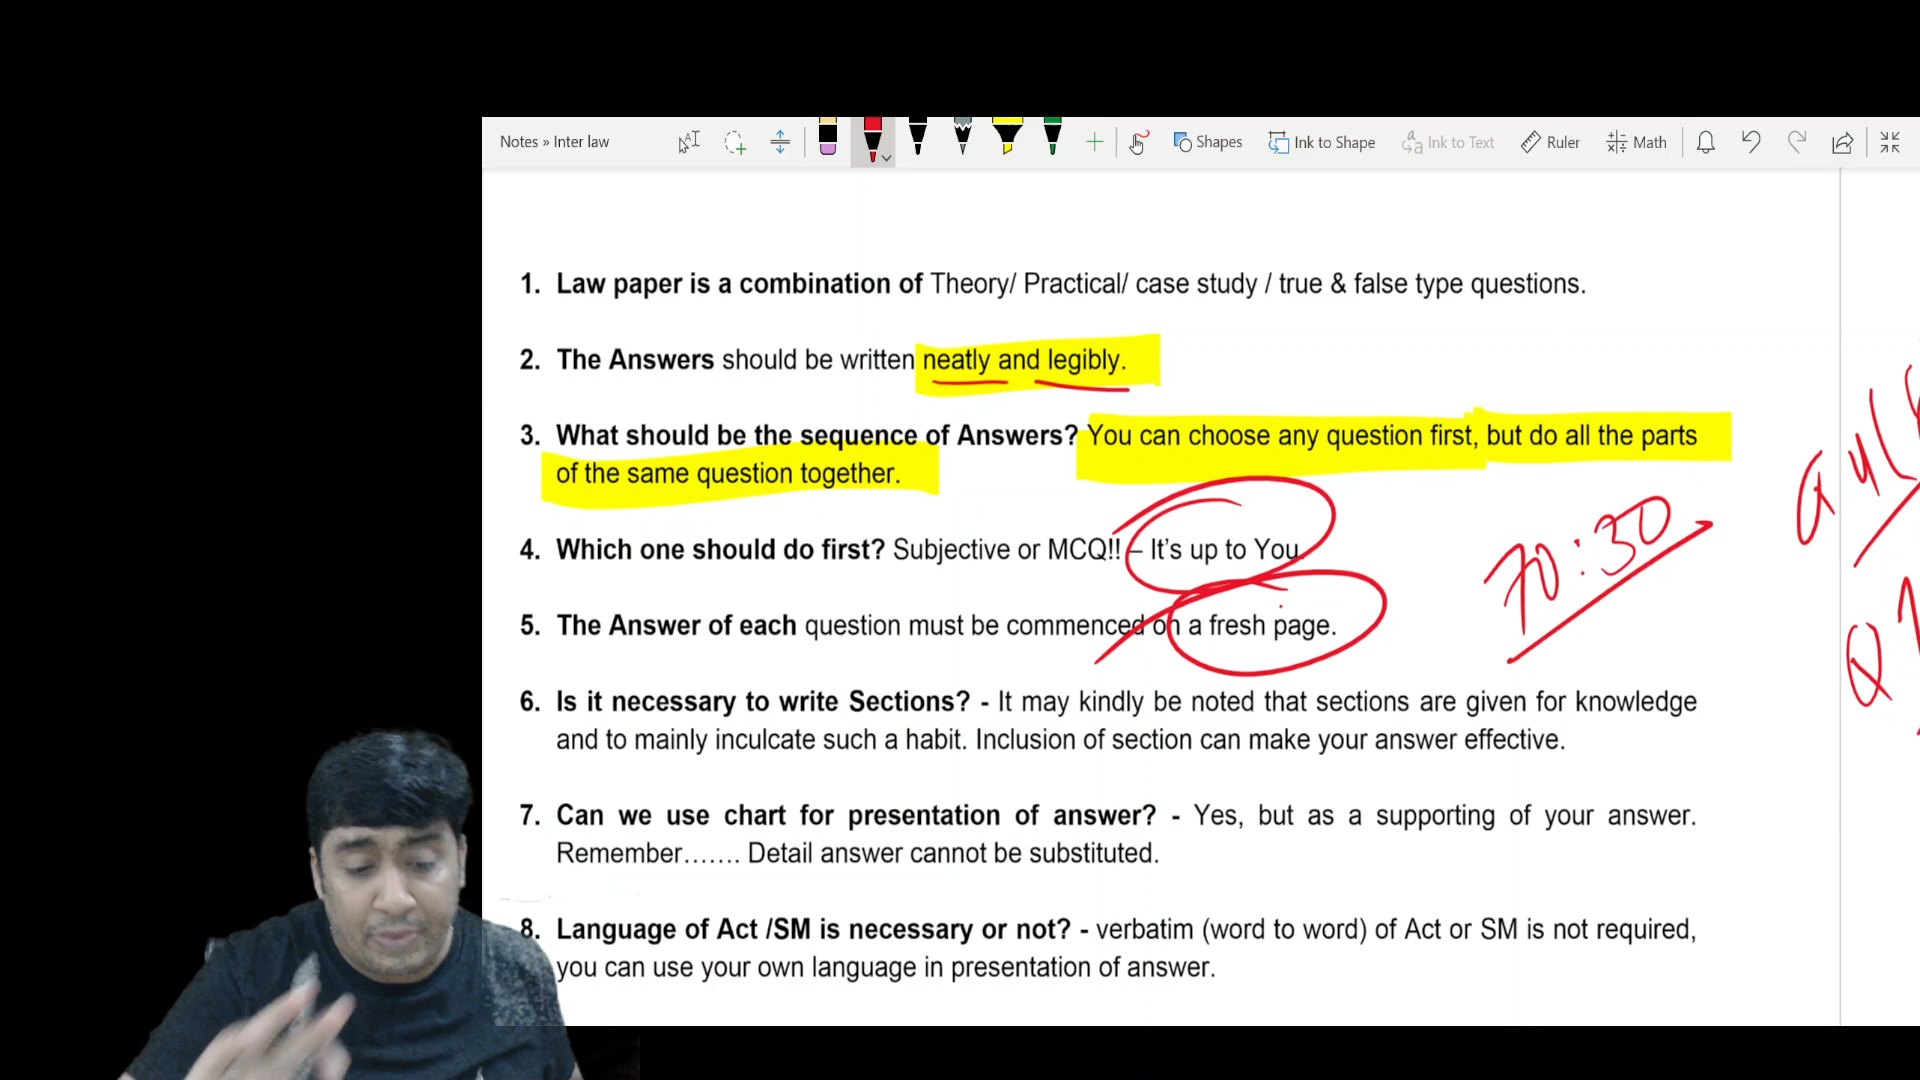 Notes » Inter law
Shapes Ink to Shape Ink to Text Ruler Math
1. Law paper is a combination of Theory/ Practical/ case study / true & false type questions.
2. The Answers should be written neatly and legibly.
3. What should be the sequence of Answers? You can choose any question first, but do all the parts
of the same question together.
4. Which one should do first? Subjective or MCQ!! – It's up to You.
70:30
5. The Answer of each question must be commenced on a fresh page.
6. Is it necessary to write Sections? - It may kindly be noted that sections are given for knowledge
and to mainly inculcate such a habit. Inclusion of section can make your answer effective.
7. Can we use chart for presentation of answer? - Yes, but as a supporting of your answer.
Remember……. Detail answer cannot be substituted.
8. Language of Act /SM is necessary or not? - verbatim (word to word) of Act or SM is not required,
you can use your own language in presentation of answer.